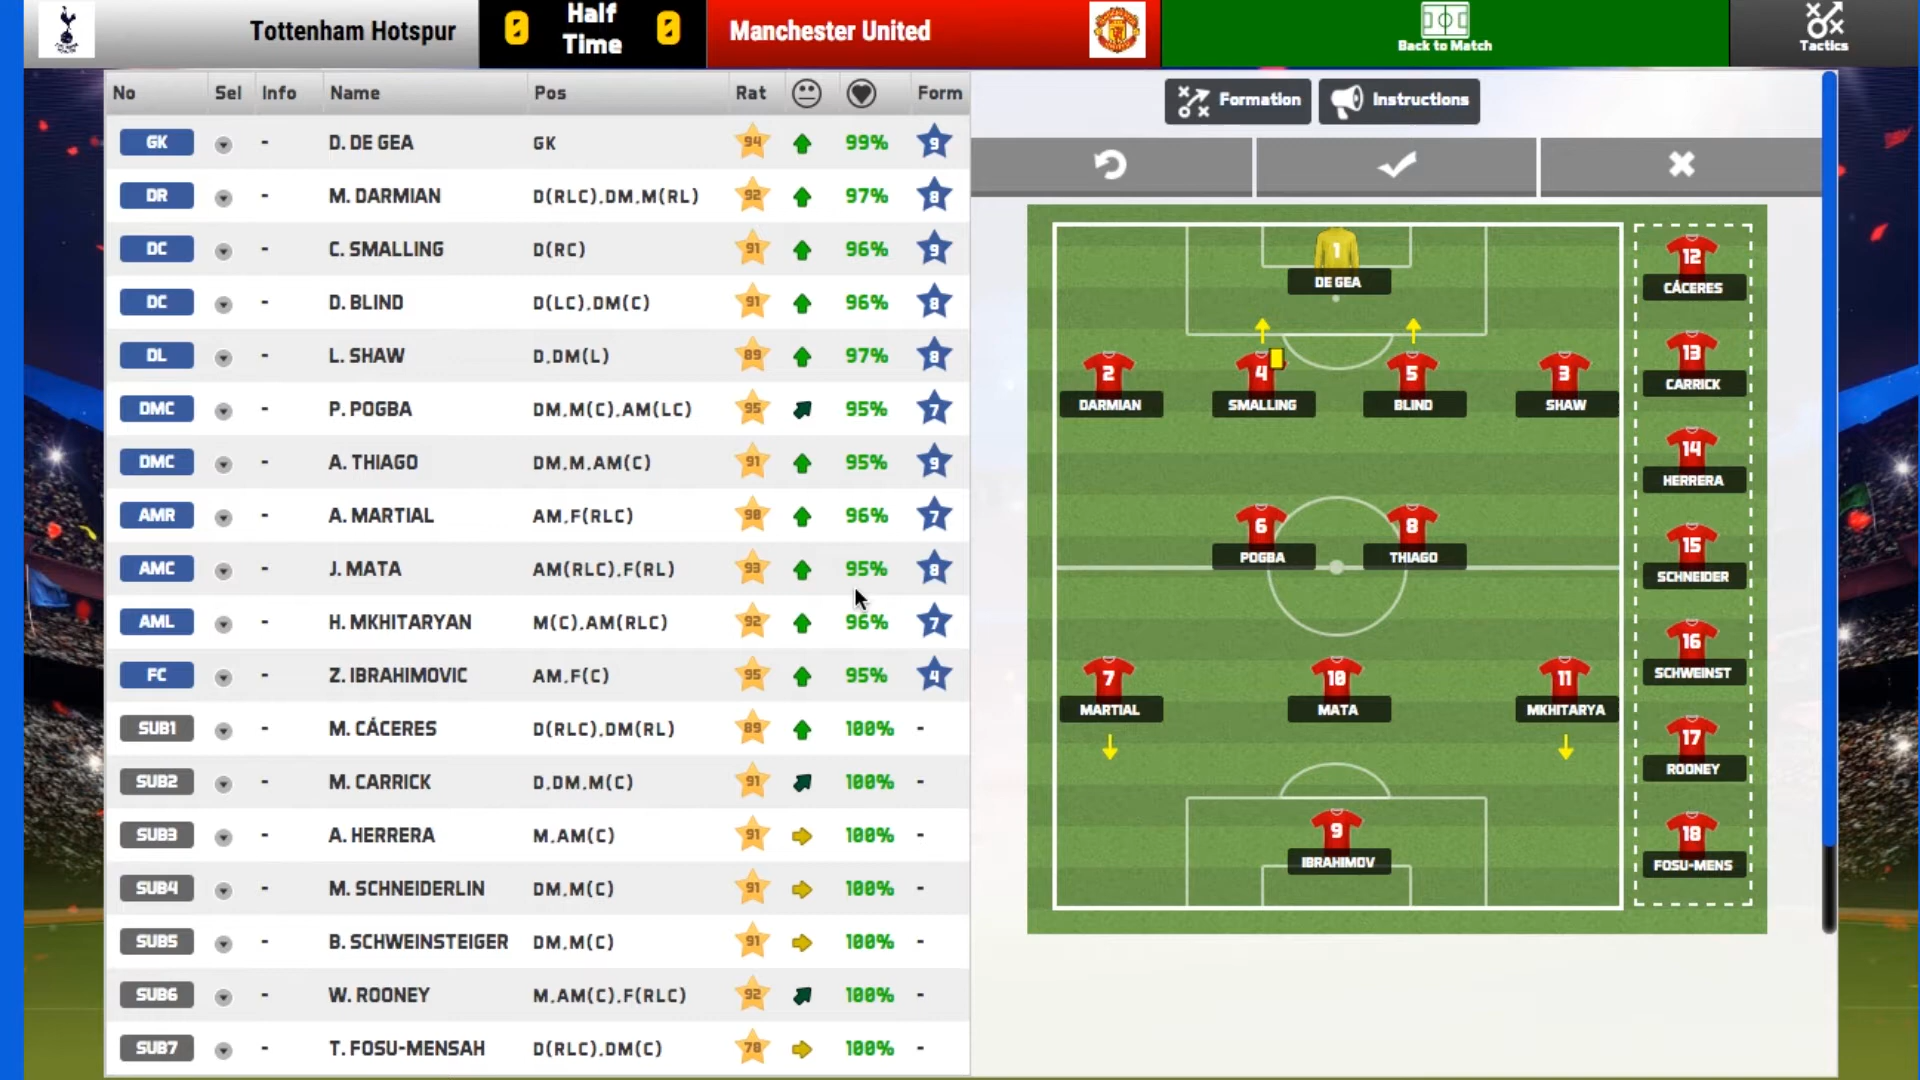 Tottenham Hotspur 0 Half Time 0 Manchester United
Back to Match
Tactics
No Sel Info Name Pos Rat Form
GK - D. DE GEA GK 94 99% 9
DR - M. DARMIAN D(RLC),DM,M(RL) 92 97% 8
DC - C. SMALLING D(RC) 91 96% 9
DC - D. BLIND D(LC),DM(C) 91 96% 8
DL - L. SHAW D,DM(L) 89 97% 8
DMC - P. POGBA DM,M(C),AM(LC) 95 95% 7
DMC - A. THIAGO DM,M,AM(C) 91 95% 9
AMR - A. MARTIAL AM,F(RLC) 90 96% 7
AMC - J. MATA AM(RLC),F(RL) 93 95% 8
AML - H. MKHITARYAN M(C),AM(RLC) 92 96% 7
FC - Z. IBRAHIMOVIC AM,F(C) 95 95% 4
SUB1 - M. CÁCERES D(RLC),DM(RL) 89 100% -
SUB2 - M. CARRICK D,DM,M(C) 91 100% -
SUB3 - A. HERRERA M,AM(C) 91 100% -
SUB4 - M. SCHNEIDERLIN DM,M(C) 91 100% -
SUB5 - B. SCHWEINSTEIGER DM,M(C) 91 100% -
SUB6 - W. ROONEY M,AM(C),F(RLC) 92 100% -
SUB7 - T. FOSU-MENSAH D(RLC),DM(C) 78 100% -
Formation
Instructions
1
DE GEA
2 4 5 3
DARMIAN SMALLING BLIND SHAW
6 8
POGBA THIAGO
7 10 11
MARTIAL MATA MKHITARYA
9
IBRAHIMOV
12
CÁCERES
13
CARRICK
14
HERRERA
15
SCHNEIDER
16
SCHWEINST
17
ROONEY
18
FOSU-MENS